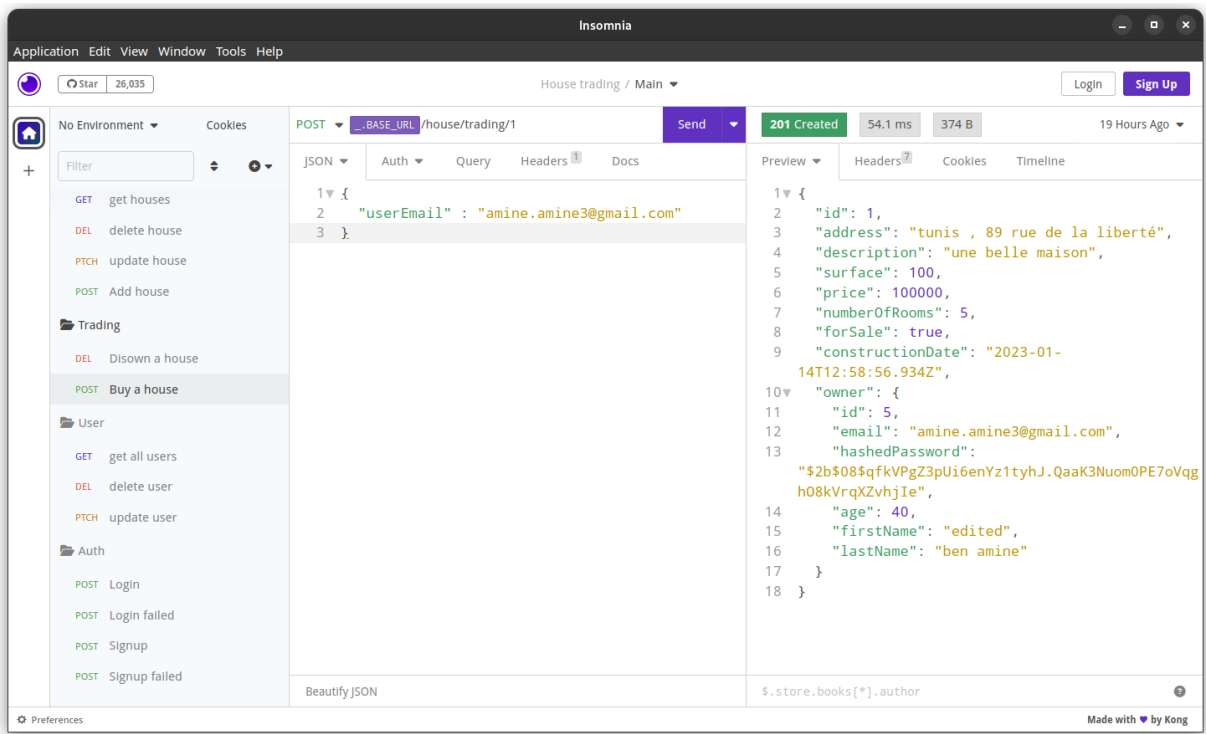 Insomnia
Application Edit View Window Tools Help
Star 26,035
House trading / Main
Login Sign Up
No Environment Cookies
Filter
GET get houses
DEL delete house
PTCH update house
POST Add house
Trading
DEL Disown a house
POST Buy a house
User
GET get all users
DEL delete user
PTCH update user
Auth
POST Login
POST Login failed
POST Signup
POST Signup failed
POST _.BASE_URL /house/trading/1 Send
JSON Auth Query Headers 1 Docs
1 {
2 "userEmail" : "amine.amine3@gmail.com"
3 }
Beautify JSON
201 Created 54.1 ms 374 B 19 Hours Ago
Preview Headers 7 Cookies Timeline
1 {
2 "id": 1,
3 "address": "tunis , 89 rue de la liberté",
4 "description": "une belle maison",
5 "surface": 100,
6 "price": 100000,
7 "numberOfRooms": 5,
8 "forSale": true,
9 "constructionDate": "2023-01-
14T12:58:56.934Z",
10 "owner": {
11 "id": 5,
12 "email": "amine.amine3@gmail.com",
13 "hashedPassword":
"$2b$08$qfkVPgZ3pUi6enYz1tyhJ.QaaK3NuomOPE7oVqg
hO8kVrqXZvhjIe",
14 "age": 40,
15 "firstName": "edited",
16 "lastName": "ben amine"
17 }
18 }
$.store.books[*].author
Preferences
Made with ♥ by Kong